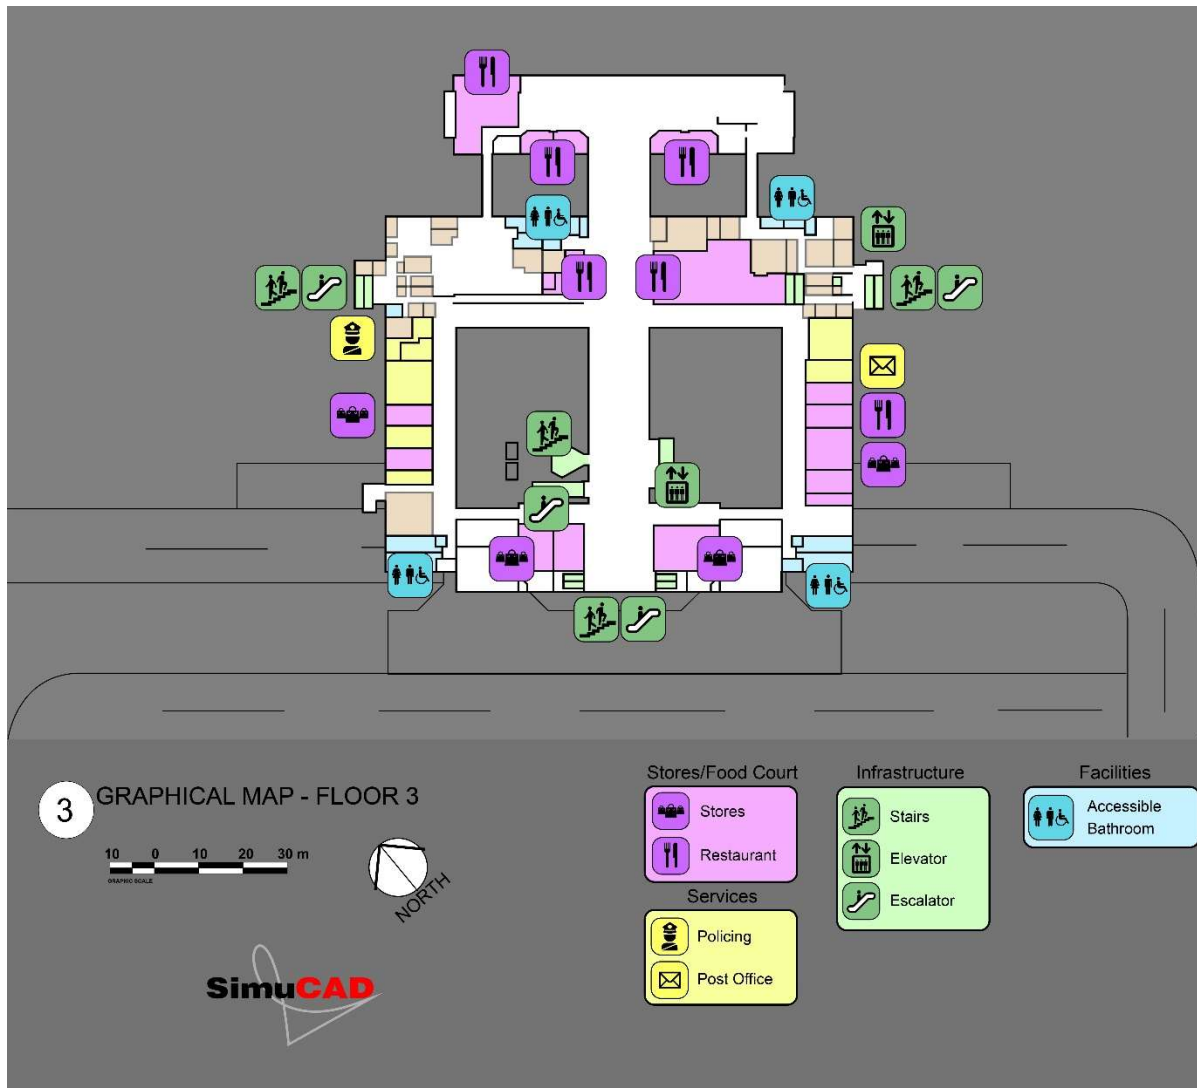 3
GRAPHICAL MAP - FLOOR 3
10 0 10 20 30 m
GRAPHIC SCALE
NORTH
SimuCAD
Stores/Food Court
Stores
Restaurant
Services
Policing
Post Office
Infrastructure
Stairs
Elevator
Escalator
Facilities
Accessible
Bathroom